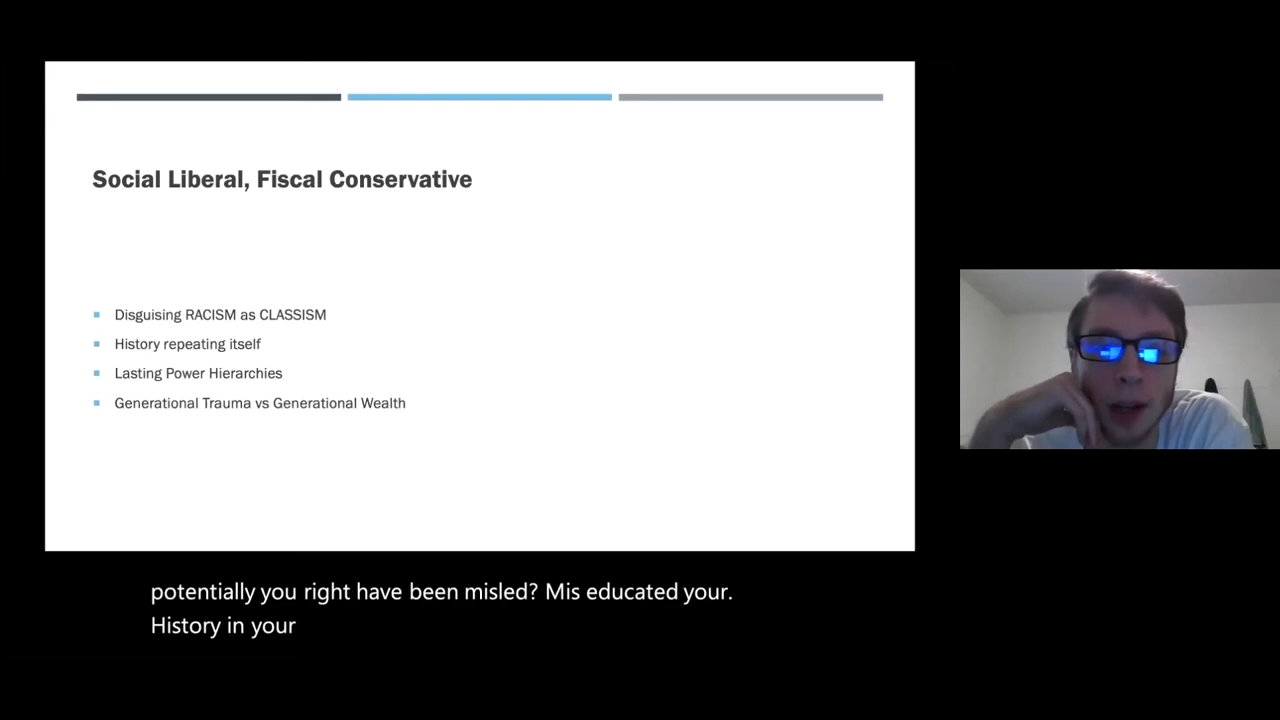 Social Liberal, Fiscal Conservative
Disguising RACISM as CLASSISM
History repeating itself
Lasting Power Hierarchies
Generational Trauma vs Generational Wealth
potentially you right have been misled? Mis educated your.
History in your